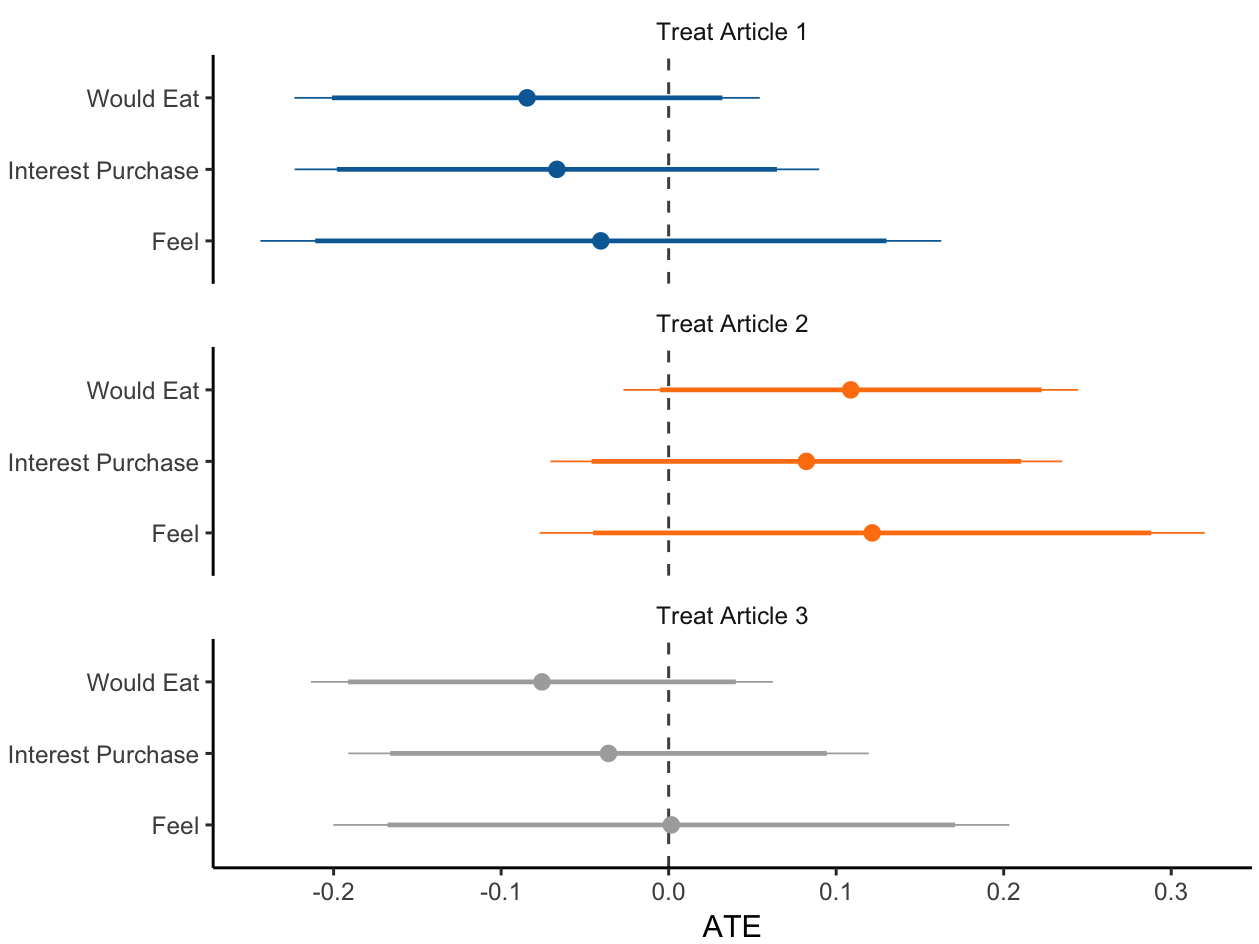 Treat Article 1
Would Eat
Interest Purchase
Feel
Treat Article 2
Would Eat
Interest Purchase
Feel
Treat Article 3
Would Eat
Interest Purchase
Feel
-0.2 -0.1 0.0 0.1 0.2 0.3
ATE